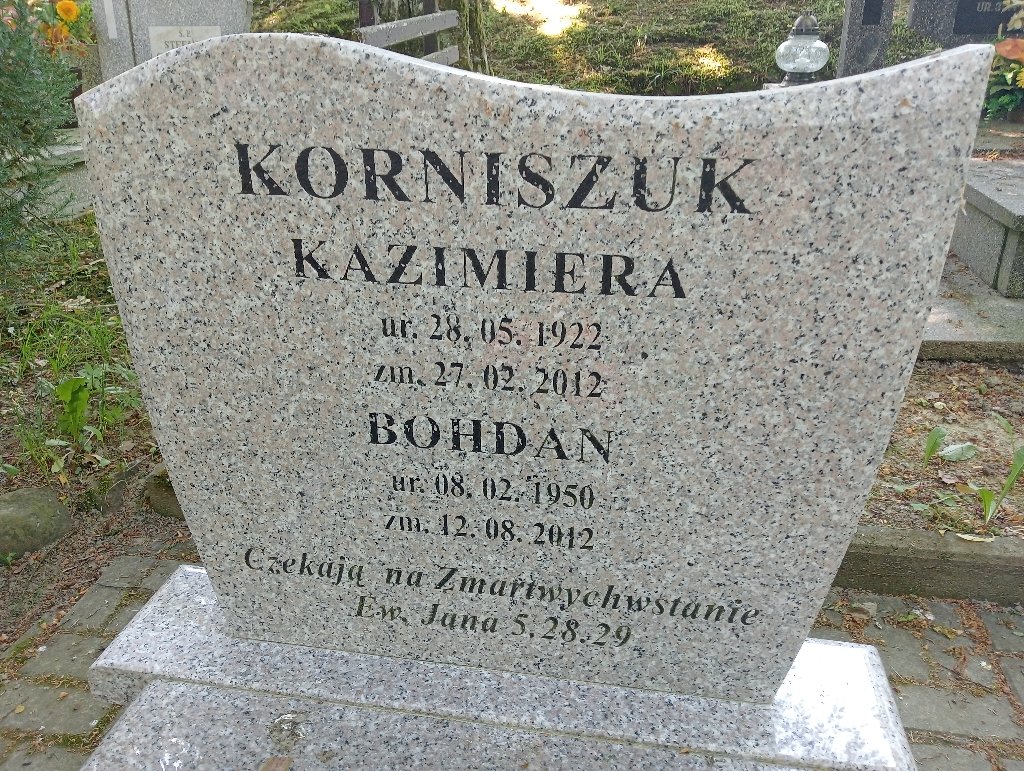 KORNISZUK
KAZIMIERA
ur. 28. 05. 1922
zm. 27. 02. 2012
BOHDAN
ur. 08. 02. 1950
zm. 12. 08. 2012
Czekają na Zmartwychwstanie
Ew. Jana 5.28.29